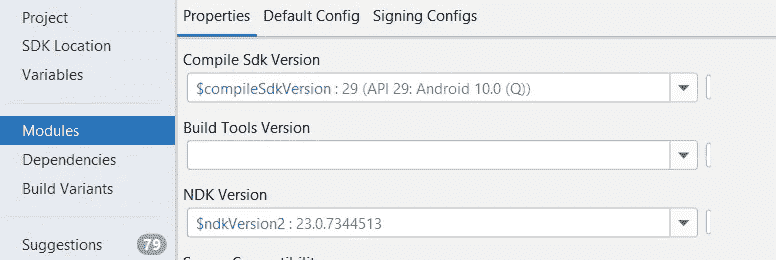 Project
SDK Location
Variables
Modules
Dependencies
Build Variants
Suggestions 79
Properties Default Config Signing Configs
Compile Sdk Version
$compileSdkVersion : 29 (API 29: Android 10.0 (Q))
Build Tools Version
NDK Version
$ndkVersion2 : 23.0.7344513